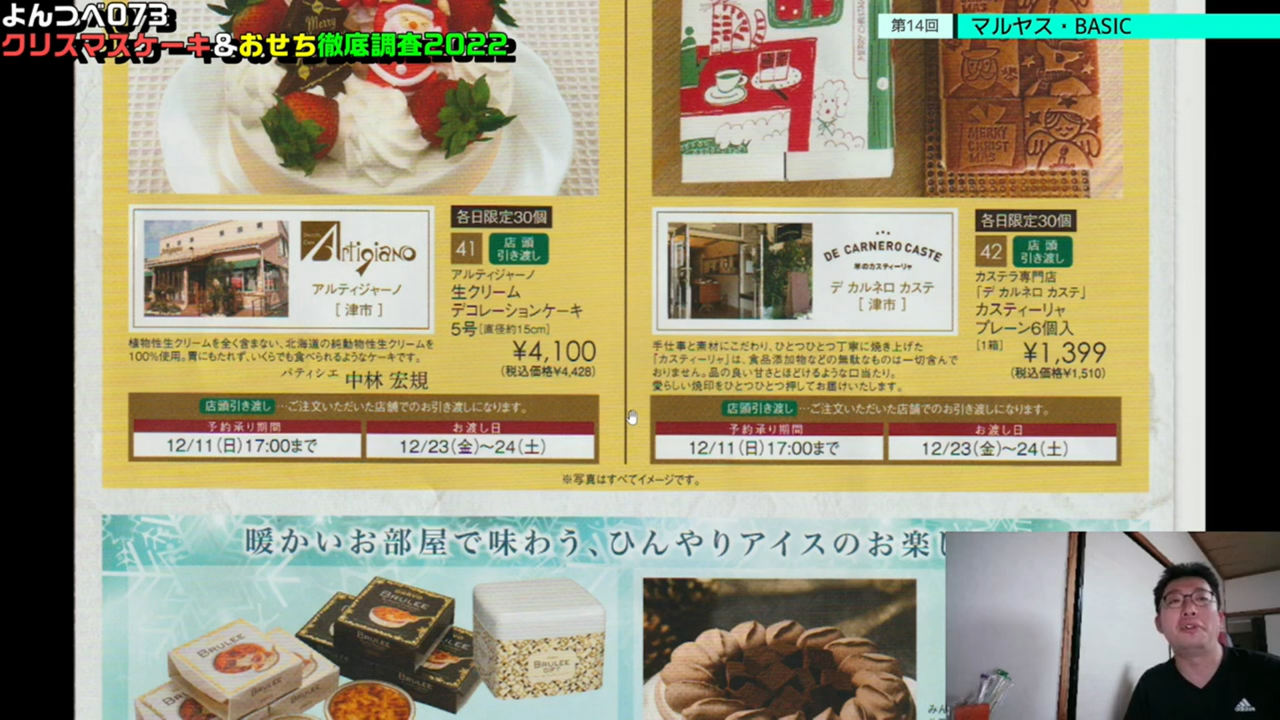 よんつべ073
クリスマスケーキ&おせち徹底調査2022
第14回
マルヤス・BASIC
Merry
MERRY
CHRIST
MAS
Artigiano
アルティジャーノ
[津市]
各日限定30個
41
店頭
引き渡し
アルティジャーノ
生クリーム
デコレーションケーキ
5号[直径約15cm]
¥4,100
(税込価格¥4,428)
植物性生クリームを全く含まない、北海道の純動物性生クリームを
100%使用。胃にもたれず、いくらでも食べられるようなケーキです。
パティシエ 中林 宏規
店頭引き渡し…ご注文いただいた店舗でのお引き渡しになります。
予約承り期間
お渡し日
12/11(日)17:00まで
12/23(金)〜24(土)
DE CARNERO CASTE
羊のカスティーリャ
デ カルネロ カステ
[津市]
各日限定30個
42
店頭
引き渡し
カステラ専門店
「デ カルネロ カステ」
カスティーリャ
プレーン6個入
[1箱]
¥1,399
(税込価格¥1,510)
手仕事と素材にこだわり、ひとつひとつ丁寧に焼き上げた
「カスティーリャ」は、食品添加物などの無駄なものは一切含んで
おりません。品の良い甘さとほどけるような口当たり。
愛らしい焼印をひとつひとつ押してお届けいたします。
店頭引き渡し…ご注文いただいた店舗でのお引き渡しになります。
予約承り期間
お渡し日
12/11(日)17:00まで
12/23(金)〜24(土)
※写真はすべてイメージです。
暖かいお部屋で味わう、ひんやりアイスのお楽し
BRULEE
BRULEE
BRULEE
BRULEE
BRULEE
GIFT
みん
adidas